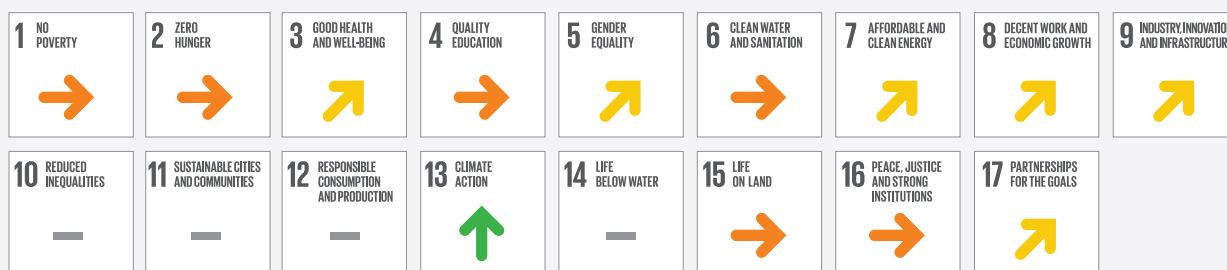 1 NO
POVERTY
2 ZERO
HUNGER
3 GOOD HEALTH
AND WELL-BEING
4 QUALITY
EDUCATION
5 GENDER
EQUALITY
6 CLEAN WATER
AND SANITATION
7 AFFORDABLE AND
CLEAN ENERGY
8 DECENT WORK AND
ECONOMIC GROWTH
9 INDUSTRY, INNOVATIO
AND INFRASTRUCTUR
10 REDUCED
INEQUALITIES
11 SUSTAINABLE CITIES
AND COMMUNITIES
12 RESPONSIBLE
CONSUMPTION
AND PRODUCTION
13 CLIMATE
ACTION
14 LIFE
BELOW WATER
15 LIFE
ON LAND
16 PEACE, JUSTICE
AND STRONG
INSTITUTIONS
17 PARTNERSHIPS
FOR THE GOALS